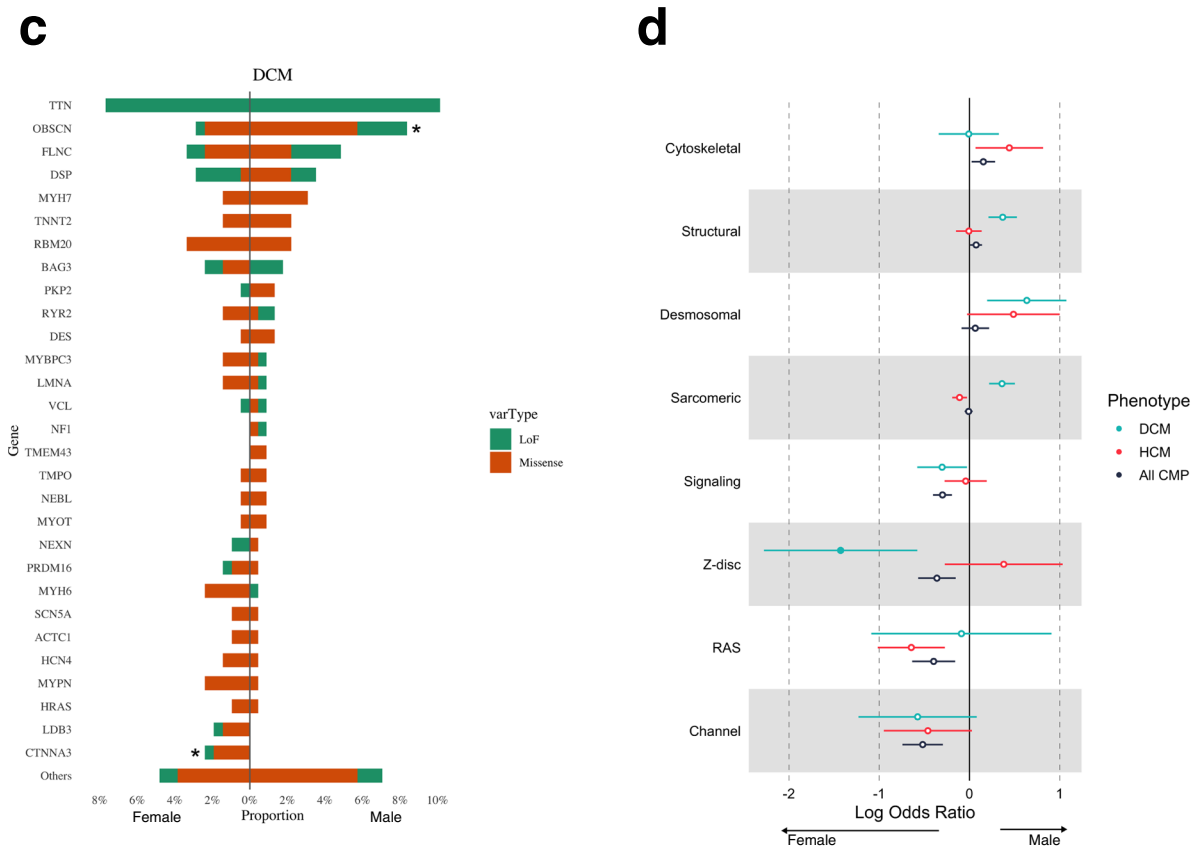 c
DCM
TTN
OBSCN
*
FLNC
DSP
MYH7
TNNT2
RBM20
BAG3
PKP2
RYR2
DES
MYBPC3
LMNA
VCL
NF1
TMEM43
TMPO
NEBL
MYOT
NEXN
PRDM16
MYH6
SCN5A
ACTC1
HCN4
MYPN
HRAS
LDB3
CTNNA3
*
Others
Gene
8% 6% 4% 2% 0% 2% 4% 6% 8% 10%
Female Proportion Male
varType
LoF
Missense
d
Cytoskeletal
Structural
Desmosomal
Sarcomeric
Signaling
Z-disc
RAS
Channel
-2 -1 0 1
Log Odds Ratio
Female Male
Phenotype
DCM
HCM
All CMP